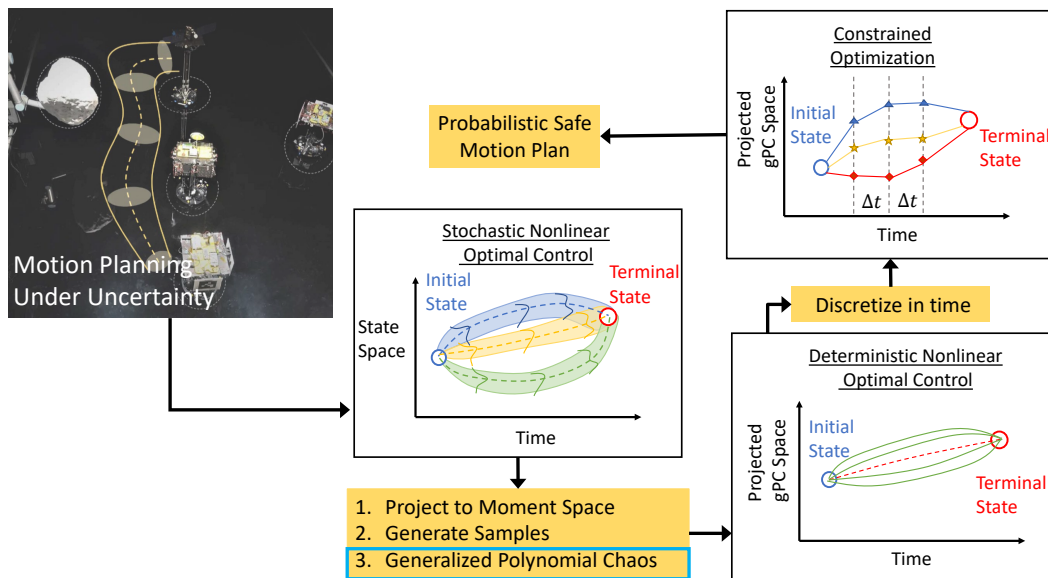 Motion Planning
Under Uncertainty
Stochastic Nonlinear
Optimal Control
Initial
State
Terminal
State
State
Space
Time
1. Project to Moment Space
2. Generate Samples
3. Generalized Polynomial Chaos
Deterministic Nonlinear
Optimal Control
Initial
State
Terminal
State
Projected
gPC Space
Time
Discretize in time
Constrained
Optimization
Initial
State
Terminal
State
Projected
gPC Space
Δt Δt
Time
Probabilistic Safe
Motion Plan